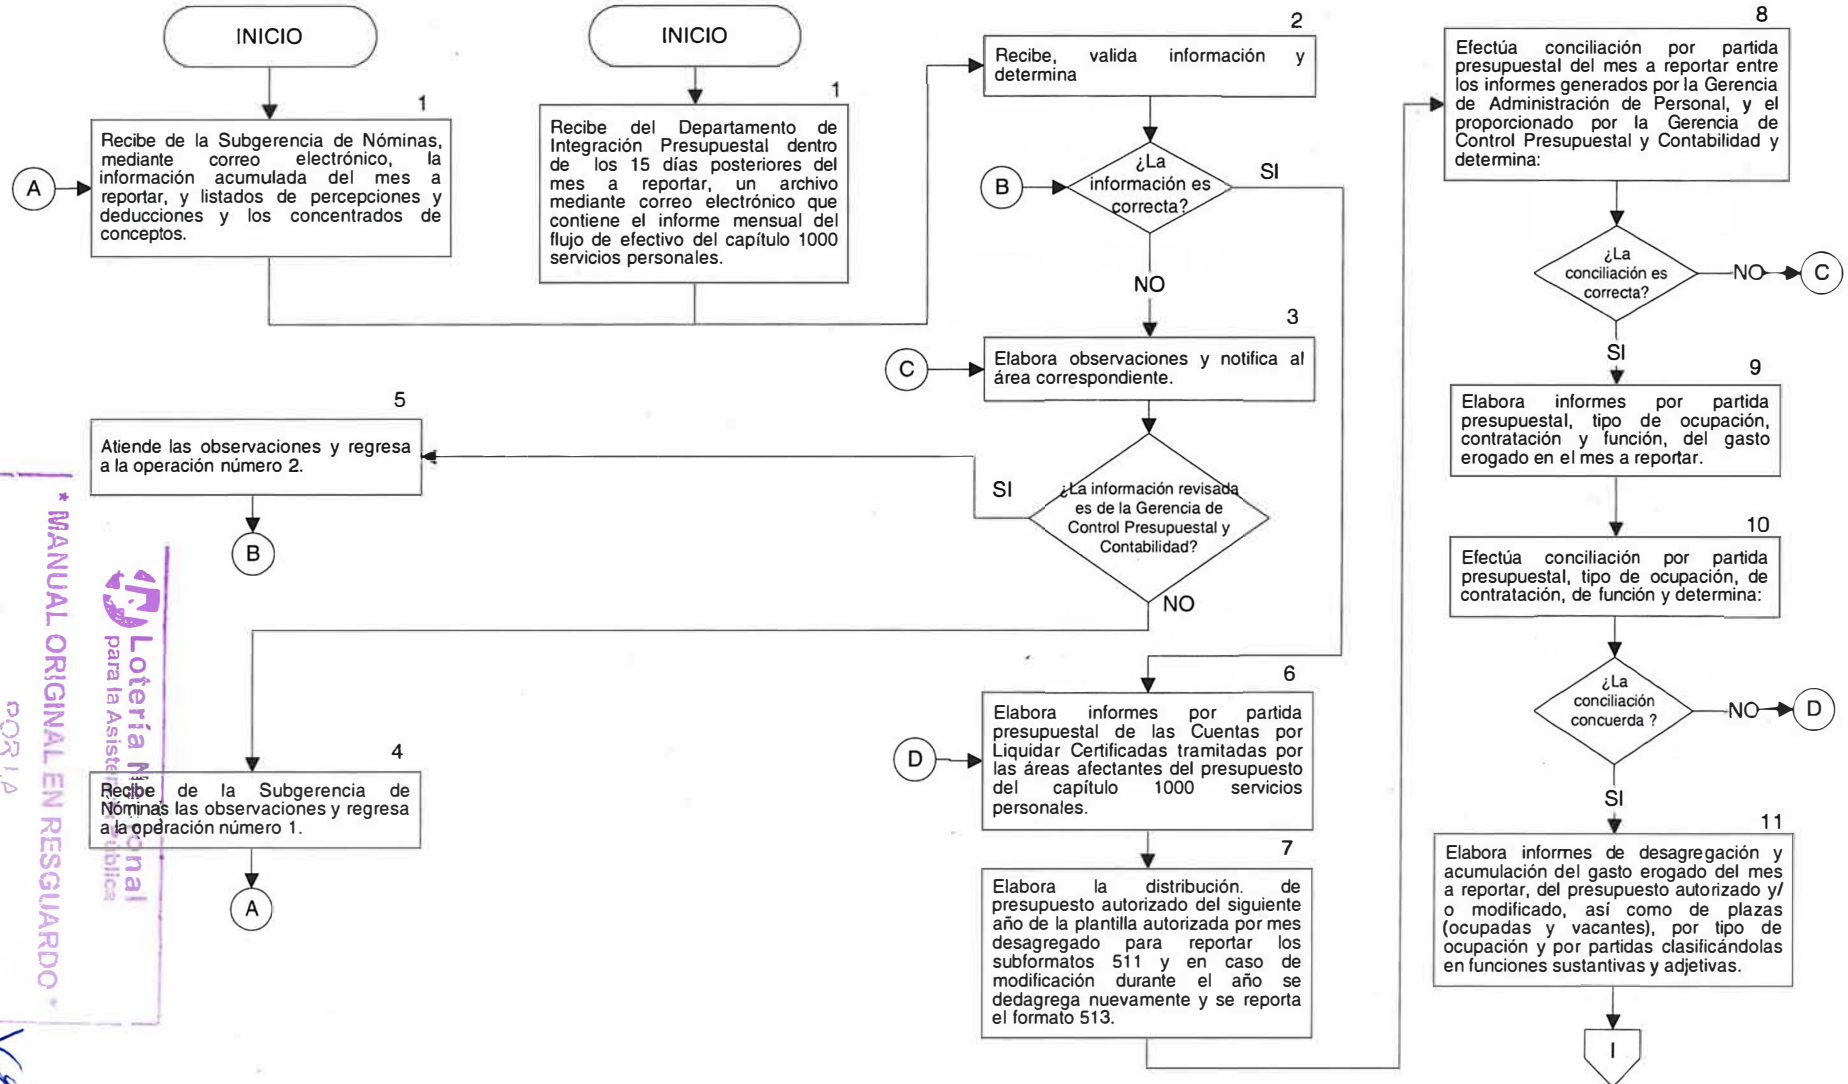 INICIO
1
Recibe de la Subgerencia de Nóminas,
mediante correo electrónico, la
información acumulada del mes a
reportar, y listados de percepciones y
deducciones y los concentrados de
conceptos.
A
INICIO
1
Recibe del Departamento de
Integración Presupuestal dentro
de los 15 días posteriores del
mes a reportar, un archivo
mediante correo electrónico que
contiene el informe mensual del
flujo de efectivo del capítulo 1000
servicios personales.
2
Recibe, valida información y
determina
B
¿La
información es
correcta?
SI
NO
3
C
Elabora observaciones y notifica al
área correspondiente.
¿La información revisada
es de la Gerencia de
Control Presupuestal y
Contabilidad?
SI
NO
5
Atiende las observaciones y regresa
a la operación número 2.
B
4
Recibe de la Subgerencia de
Nóminas las observaciones y regresa
a la operación número 1.
A
6
D
Elabora informes por partida
presupuestal de las Cuentas por
Liquidar Certificadas tramitadas por
las áreas afectantes del presupuesto
del capítulo 1000 servicios
personales.
7
Elabora la distribución. de
presupuesto autorizado del siguiente
año de la plantilla autorizada por mes
desagregado para reportar los
subformatos 511 y en caso de
modificación durante el año se
dedagrega nuevamente y se reporta
el formato 513.
8
Efectúa conciliación por partida
presupuestal del mes a reportar entre
los informes generados por la Gerencia
de Administración de Personal, y el
proporcionado por la Gerencia de
Control Presupuestal y Contabilidad y
determina:
¿La
conciliación es
correcta?
NO
C
SI
9
Elabora informes por partida
presupuestal, tipo de ocupación,
contratación y función, del gasto
erogado en el mes a reportar.
10
Efectúa conciliación por partida
presupuestal, tipo de ocupación, de
contratación, de función y determina:
¿La
conciliación
concuerda ?
NO
D
SI
11
Elabora informes de desagregación y
acumulación del gasto erogado del mes
a reportar, del presupuesto autorizado y/
o modificado, así como de plazas
(ocupadas y vacantes), por tipo de
ocupación y por partidas clasificándolas
en funciones sustantivas y adjetivas.
I
Lotería Nacional
para la Asistencia Pública
* MANUAL ORIGINAL EN RESGUARDO *
POR LA